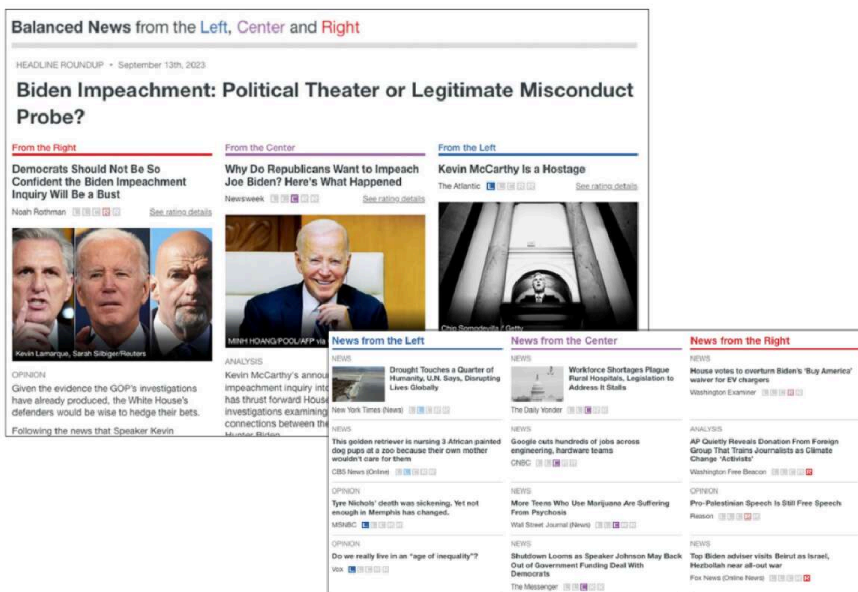 Balanced News from the Left, Center and Right
HEADLINE ROUNDUP • September 13th, 2023
Biden Impeachment: Political Theater or Legitimate Misconduct
Probe?
From the Right
Democrats Should Not Be So
Confident the Biden Impeachment
Inquiry Will Be a Bust
Noah Rothman
See rating details
Kevin Lamarque, Sarah Silbiger/Reuters
OPINION
Given the evidence the GOP's investigations
have already produced, the White House's
defenders would be wise to hedge their bets.
Following the news that Speaker Kevin
From the Center
Why Do Republicans Want to Impeach
Joe Biden? Here's What Happened
Newsweek
See rating details
MINH HOANG/POOL/AFP via
ANALYSIS
Kevin McCarthy's annou
impeachment inquiry into
has thrust forward House
investigations examining
connections between the
Hunter Biden
From the Left
Kevin McCarthy Is a Hostage
The Atlantic L
See rating details
Chip Somodevilla / Getty
News from the Left
NEWS
Drought Touches a Quarter of
Humanity, U.N. Says, Disrupting
Lives Globally
New York Times (News)
NEWS
This golden retriever is nursing 3 African painted
dog pups at a zoo because their own mother
wouldn't care for them
CBS News (Online)
OPINION
Tyre Nichols' death was sickening. Yet not
enough in Memphis has changed.
MSNBC L
OPINION
Do we really live in an "age of inequality"?
Vox L
News from the Center
NEWS
Workforce Shortages Plague
Rural Hospitals, Legislation to
Address It Stalls
The Daily Yonder
NEWS
Google cuts hundreds of jobs across
engineering, hardware teams
CNBC
NEWS
More Teens Who Use Marijuana Are Suffering
From Psychosis
Wall Street Journal (News)
NEWS
Shutdown Looms as Speaker Johnson May Back
Out of Government Funding Deal With
Democrats
The Messenger
News from the Right
NEWS
House votes to overturn Biden's 'Buy America'
waiver for EV chargers
Washington Examiner
ANALYSIS
AP Quietly Reveals Donation From Foreign
Group That Trains Journalists as Climate
Change 'Activists'
Washington Free Beacon
OPINION
Pro-Palestinian Speech Is Still Free Speech
Reason
NEWS
Top Biden adviser visits Beirut as Israel,
Hezbollah near all-out war
Fox News (Online News)